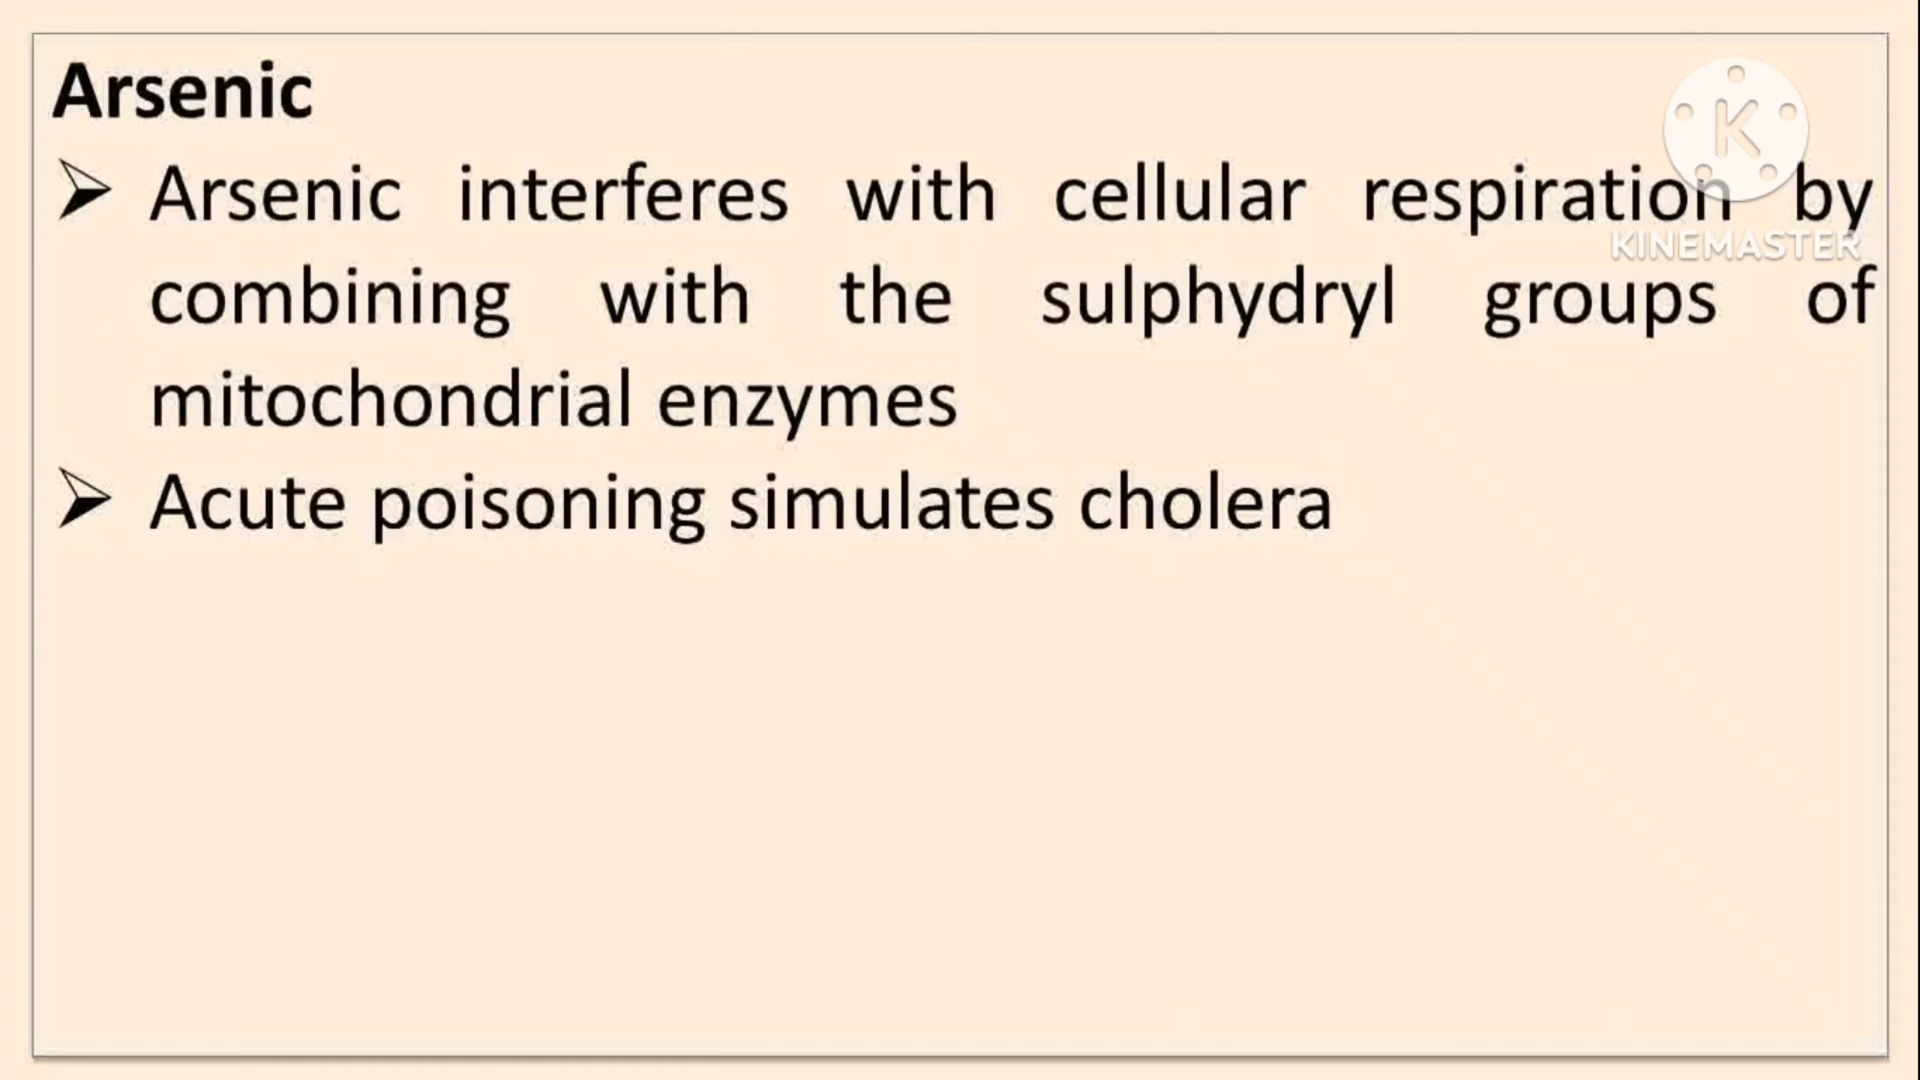 Arsenic
➢ Arsenic interferes with cellular respiration by
combining with the sulphydryl groups of
mitochondrial enzymes
➢ Acute poisoning simulates cholera
K
KINEMASTER